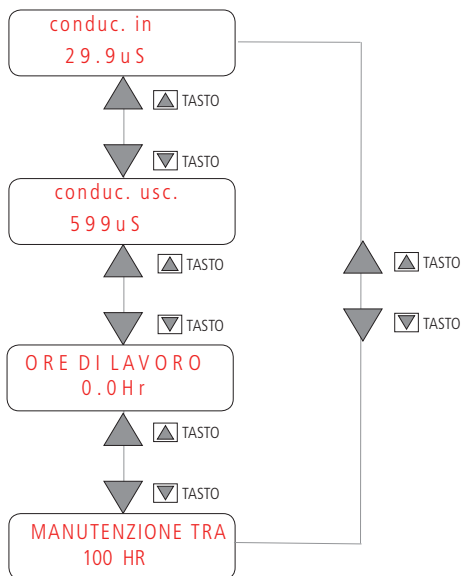 conduc. in
29.9uS
TASTO
TASTO
conduc. usc.
599uS
TASTO
TASTO
TASTO
TASTO
ORE DI LAVORO
0.0Hr
TASTO
TASTO
MANUTENZIONE TRA
100 HR